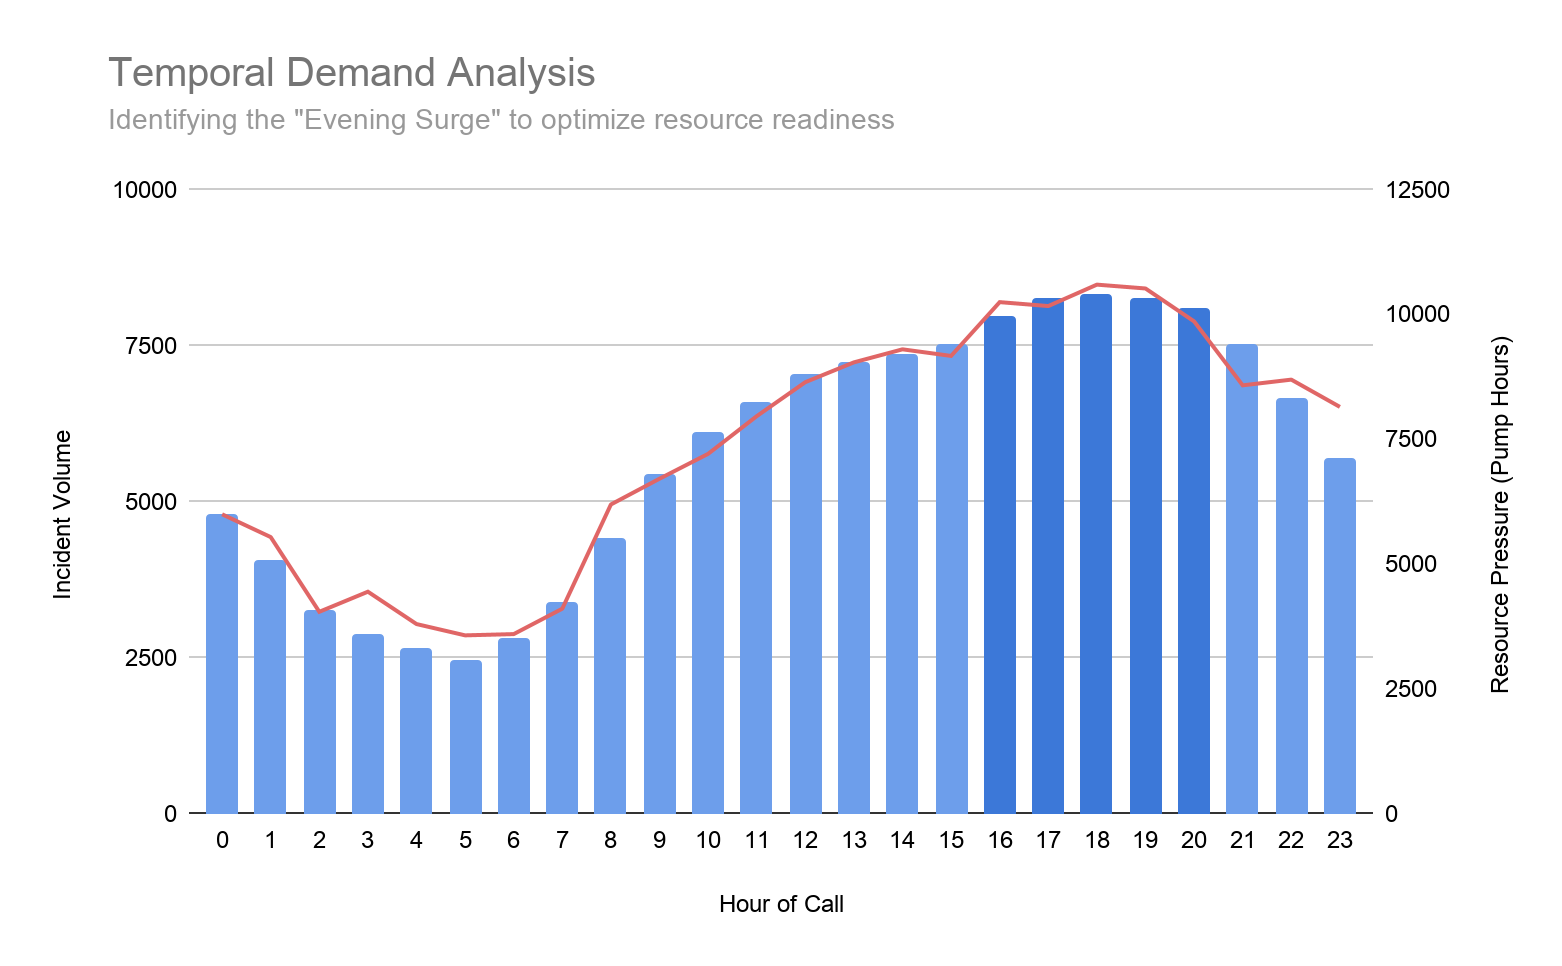 Temporal Demand Analysis
Identifying the "Evening Surge" to optimize resource readiness
10000
7500
5000
2500
0
12500
10000
7500
5000
2500
0
Incident Volume
Resource Pressure (Pump Hours)
0 1 2 3 4 5 6 7 8 9 10 11 12 13 14 15 16 17 18 19 20 21 22 23
Hour of Call